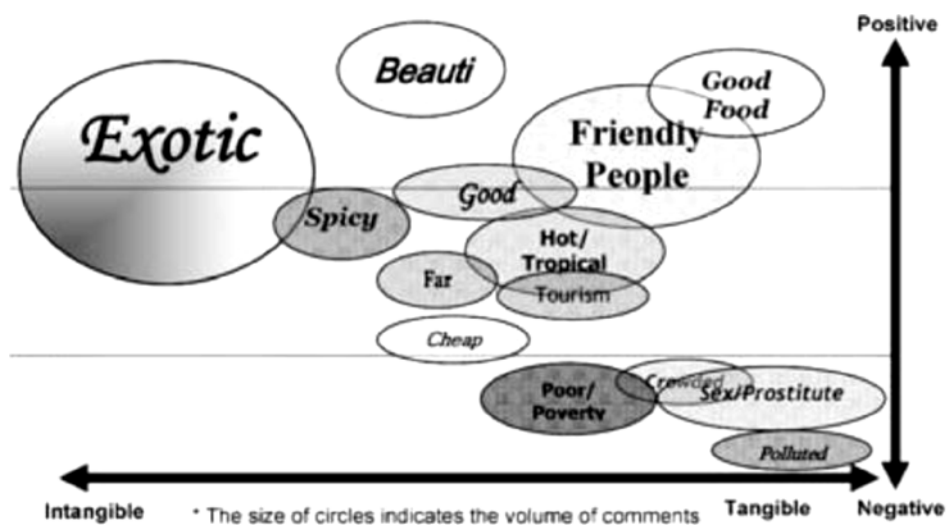 Positive
Beauti
Good
Food
Exotic
Friendly
People
Good
Spicy
Hot/
Tropical
Far
Tourism
Cheap
Crowded
Poor/
Poverty
Sex/Prostitute
Polluted
Intangible
* The size of circles indicates the volume of comments
Tangible
Negative